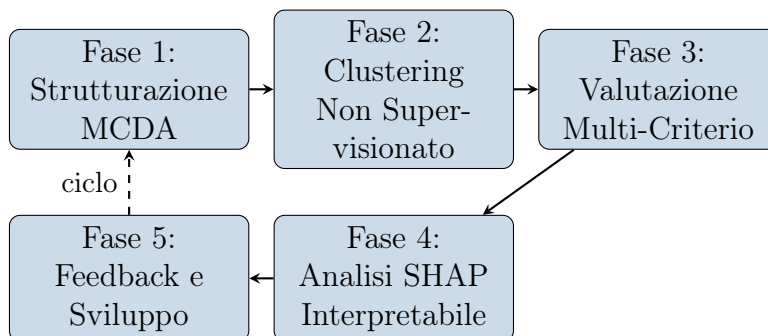 Fase 1:
Strutturazione
MCDA
Fase 2:
Clustering
Non Super-
visionato
Fase 3:
Valutazione
Multi-Criterio
ciclo
Fase 5:
Feedback e
Sviluppo
Fase 4:
Analisi SHAP
Interpretabile